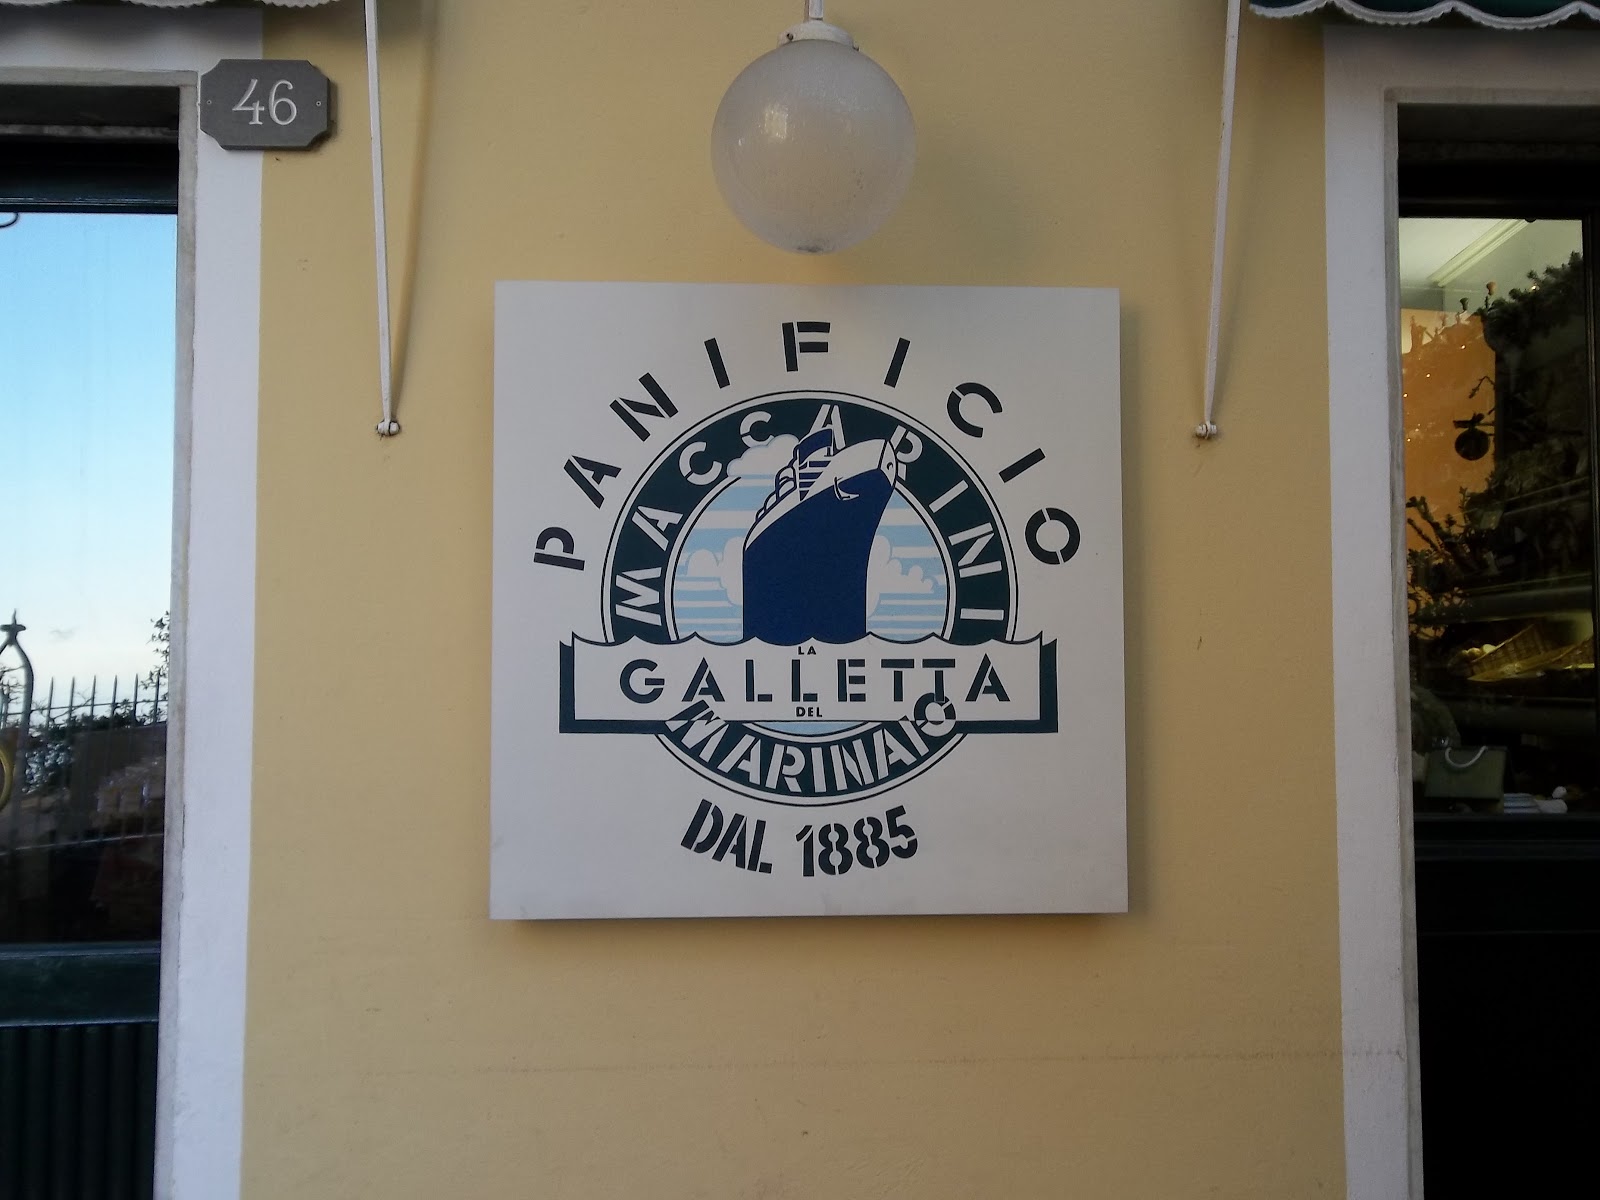 46
PANIFICIO
MACCARINI
LA
GALLETTA
DEL
MARINAIO
DAL 1885